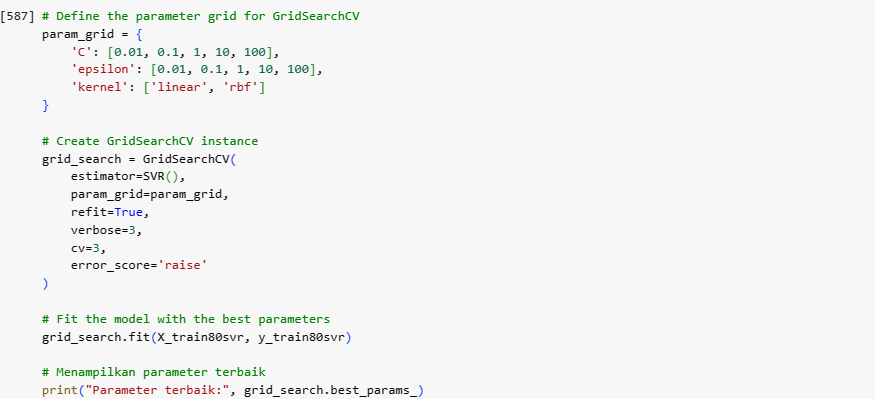 [587] # Define the parameter grid for GridSearchCV
param_grid = {
    'C': [0.01, 0.1, 1, 10, 100],
    'epsilon': [0.01, 0.1, 1, 10, 100],
    'kernel': ['linear', 'rbf']
}

# Create GridSearchCV instance
grid_search = GridSearchCV(
    estimator=SVR(),
    param_grid=param_grid,
    refit=True,
    verbose=3,
    cv=3,
    error_score='raise'
)

# Fit the model with the best parameters
grid_search.fit(X_train80svr, y_train80svr)

# Menampilkan parameter terbaik
print("Parameter terbaik:", grid_search.best_params_)